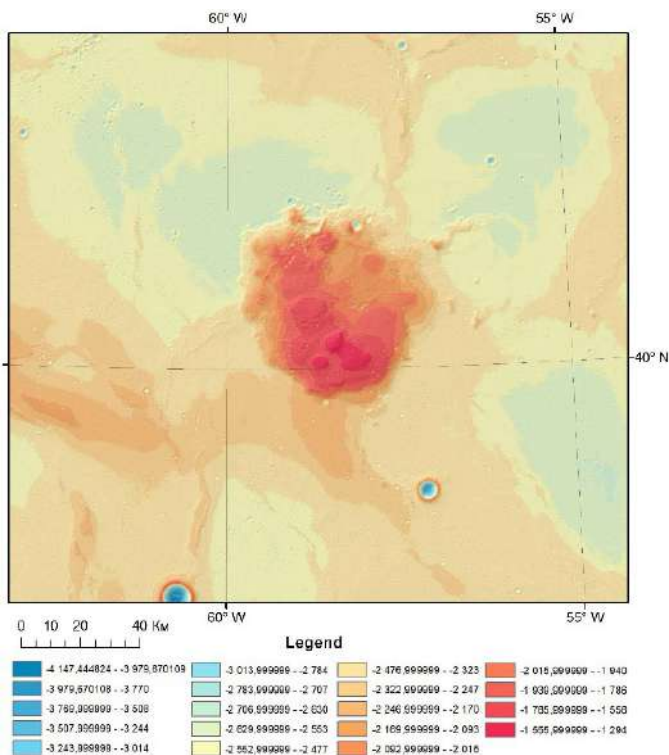 60° W 55° W
40° N
60° W 55° W
0 10 20 40 Км
Legend
-4 147,444824 - -3 979,670109 -3 013,999999 - -2 784 -2 476,999999 - -2 323 -2 015,999999 - -1 940
-3 979,670108 - -3 770 -2 783,999999 - -2 707 -2 322,999999 - -2 247 -1 939,999999 - -1 786
-3 769,999999 - -3 508 -2 706,999999 - -2 630 -2 246,999999 - -2 170 -1 785,999999 - -1 556
-3 507,999999 - -3 244 -2 629,999999 - -2 553 -2 169,999999 - -2 093 -1 555,999999 - -1 294
-3 243,999999 - -3 014 -2 552,999999 - -2 477 -2 092,999999 - -2 016